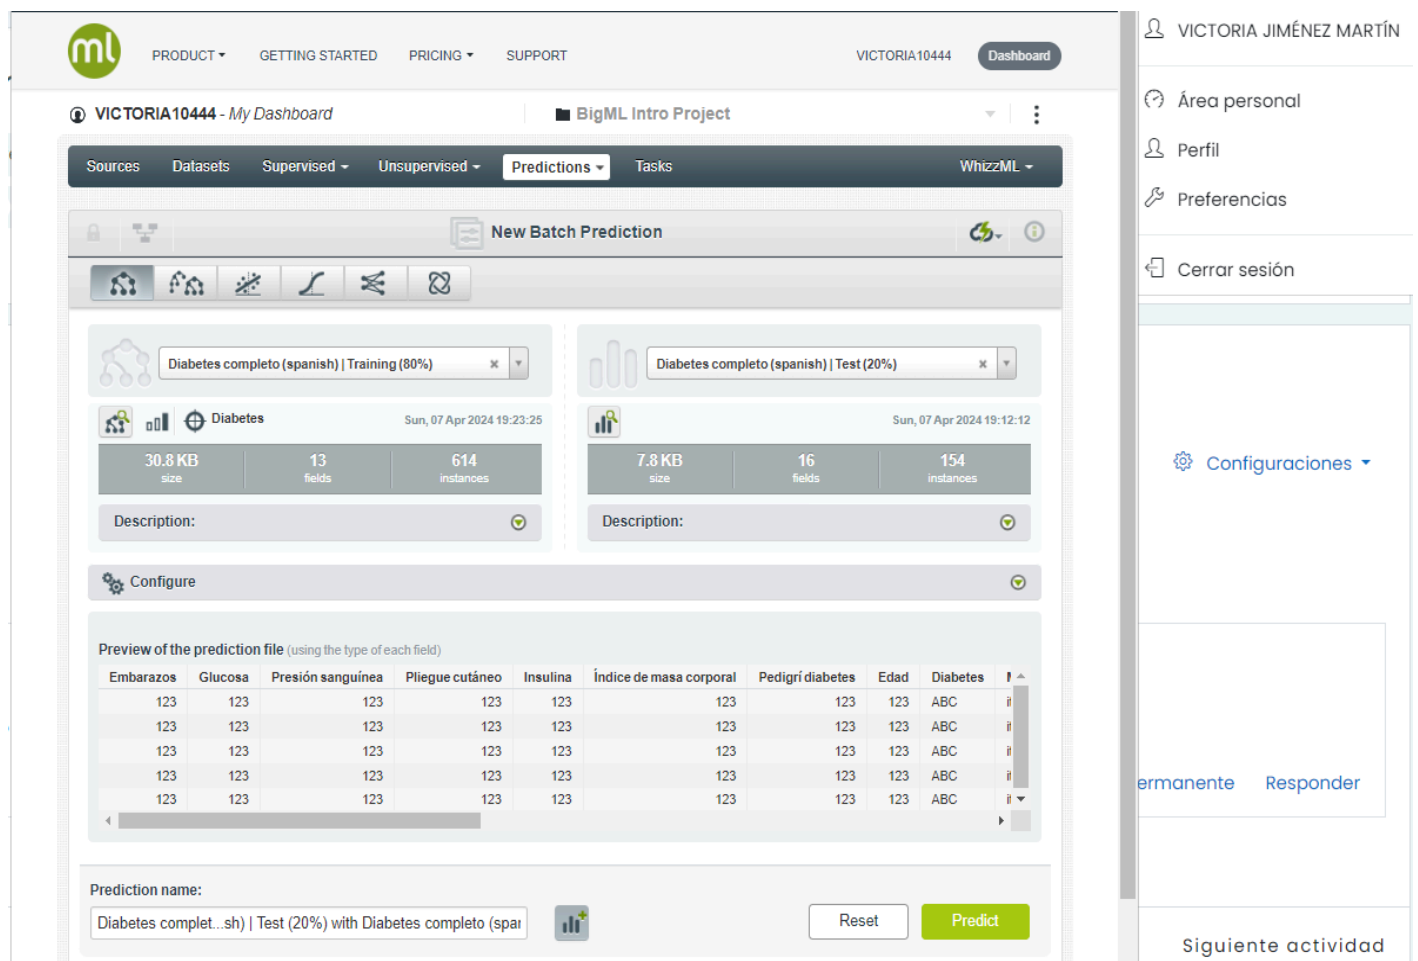 ml
PRODUCT
GETTING STARTED
PRICING
SUPPORT
VICTORIA10444
Dashboard
VICTORIA10444 - My Dashboard
BigML Intro Project
Sources
Datasets
Supervised
Unsupervised
Predictions
Tasks
WhizzML
New Batch Prediction
Diabetes completo (spanish) | Training (80%)
Diabetes completo (spanish) | Test (20%)
Diabetes
Sun, 07 Apr 2024 19:23:25
Sun, 07 Apr 2024 19:12:12
30.8 KB 13 614
size fields instances
7.8 KB 16 154
size fields instances
Description:
Description:
Configure
Preview of the prediction file (using the type of each field)
Embarazos Glucosa Presión sanguínea Pliegue cutáneo Insulina Índice de masa corporal Pedigrí diabetes Edad Diabetes
123 123 123 123 123 123 123 123 ABC
123 123 123 123 123 123 123 123 ABC
123 123 123 123 123 123 123 123 ABC
123 123 123 123 123 123 123 123 ABC
123 123 123 123 123 123 123 123 ABC
Prediction name:
Diabetes complet...sh) | Test (20%) with Diabetes completo (spar
Reset
Predict
VICTORIA JIMÉNEZ MARTÍN
Área personal
Perfil
Preferencias
Cerrar sesión
Configuraciones
ermanente
Responder
Siguiente actividad